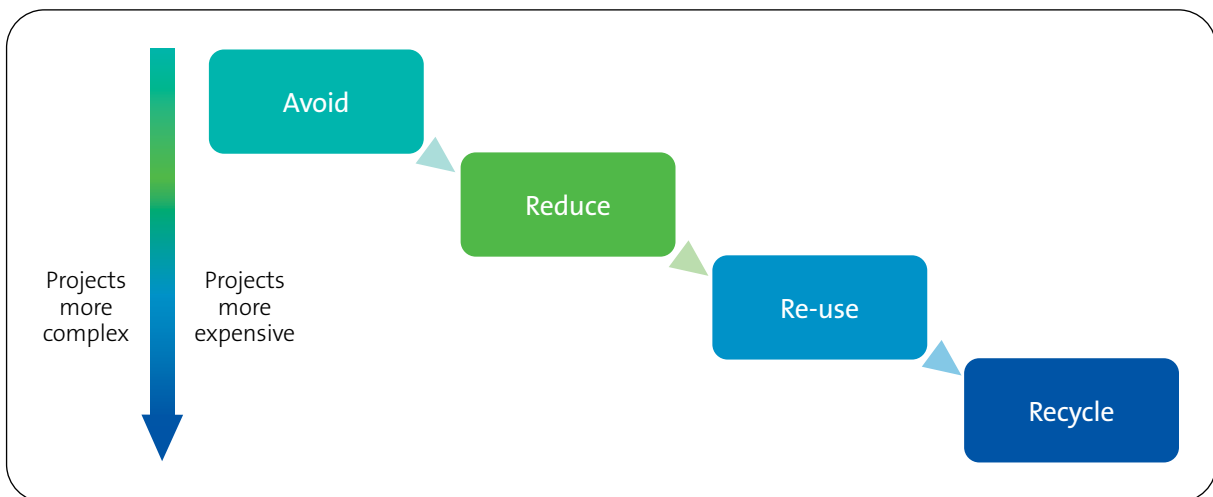 Avoid
Reduce
Re-use
Recycle
Projects
more
complex
Projects
more
expensive